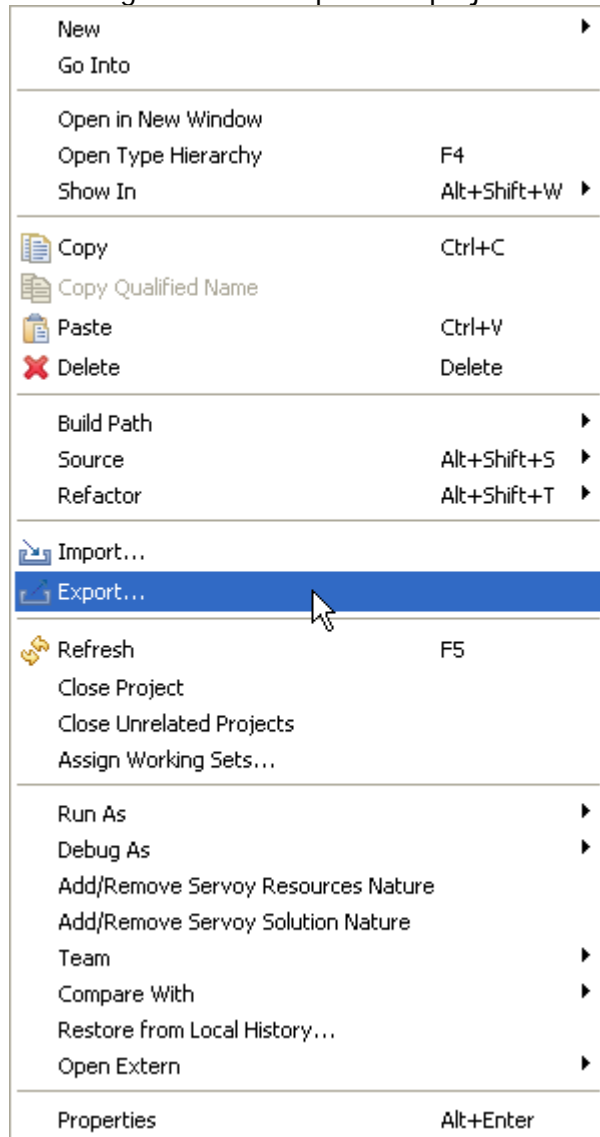 New
Go Into
Open in New Window
Open Type Hierarchy F4
Show In Alt+Shift+W
Copy Ctrl+C
Copy Qualified Name
Paste Ctrl+V
Delete Delete
Build Path
Source Alt+Shift+S
Refactor Alt+Shift+T
Import...
Export...
Refresh F5
Close Project
Close Unrelated Projects
Assign Working Sets...
Run As
Debug As
Add/Remove Servoy Resources Nature
Add/Remove Servoy Solution Nature
Team
Compare With
Restore from Local History...
Open Extern
Properties Alt+Enter